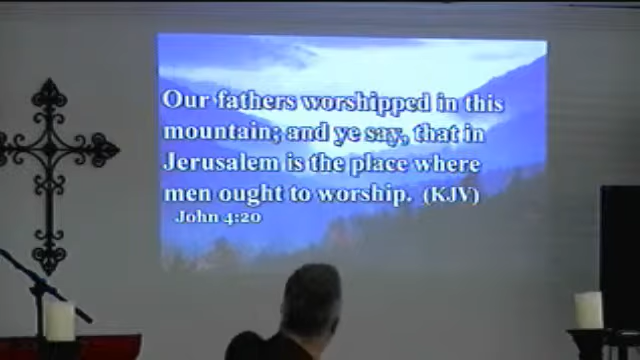 Our fathers worshipped in this
mountain; and ye say, that in
Jerusalem is the place where
men ought to worship. (KJV)
John 4:20